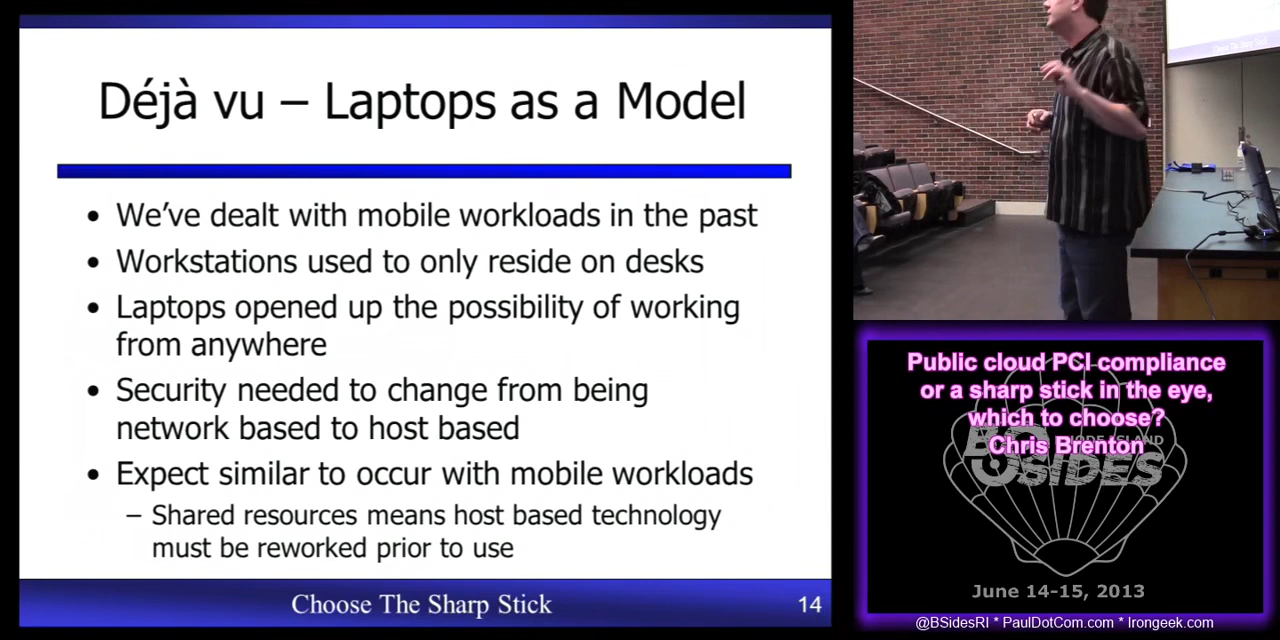 Déjà vu – Laptops as a Model
• We've dealt with mobile workloads in the past
• Workstations used to only reside on desks
• Laptops opened up the possibility of working
from anywhere
• Security needed to change from being
network based to host based
• Expect similar to occur with mobile workloads
– Shared resources means host based technology
must be reworked prior to use
Choose The Sharp Stick
14
Public cloud PCI compliance
or a sharp stick in the eye,
which to choose?
Chris Brenton
BSIDES
June 14-15, 2013
@BSidesRI * PaulDotCom.com * Irongeek.com